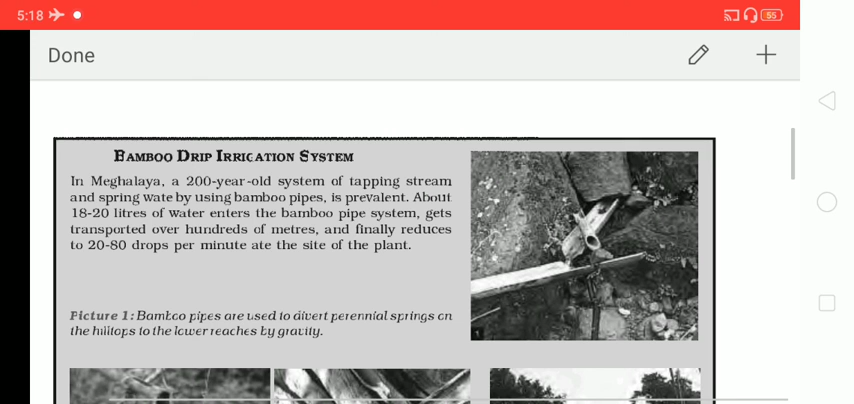 5:18
55
Done
BAMBOO DRIP IRRIGATION SYSTEM
In Meghalaya, a 200-year-old system of tapping stream
and spring wate by using bamboo pipes, is prevalent. About
18-20 litres of water enters the bamboo pipe system, gets
transported over hundreds of metres, and finally reduces
to 20-80 drops per minute ate the site of the plant.
Picture 1: Bamboo pipes are used to divert perennial springs on
the hilltops to the lower reaches by gravity.
1